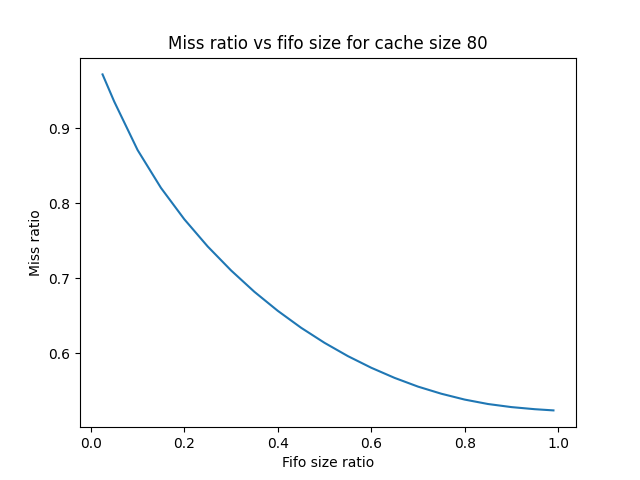 Miss ratio vs fifo size for cache size 80
Miss ratio
0.9
0.8
0.7
0.6
0.0 0.2 0.4 0.6 0.8 1.0
Fifo size ratio